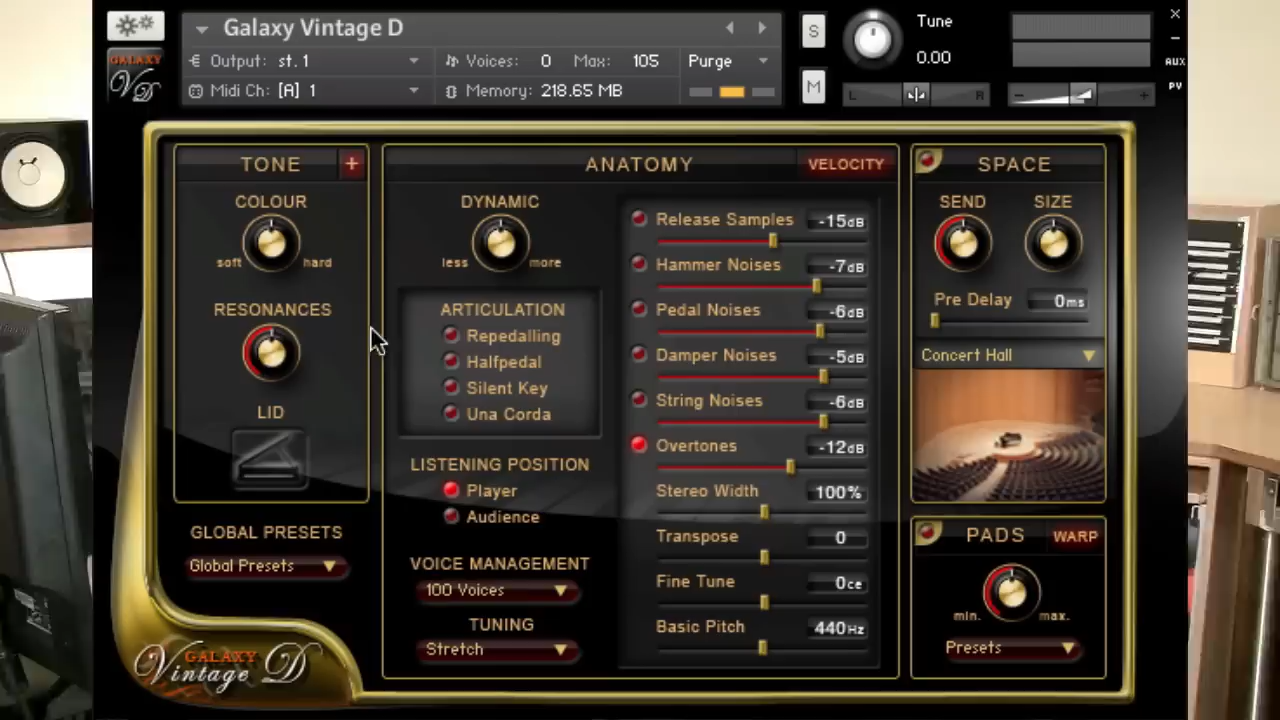 Galaxy Vintage D
Output: st. 1
Voices: 0 Max: 105
Purge
Midi Ch: [A] 1
Memory: 218.65 MB
S
M
Tune
0.00
L R
- +
X
AUX
PV
GALAXY
VD
TONE +
COLOUR
soft hard
RESONANCES
LID
GLOBAL PRESETS
Global Presets
GALAXY
Vintage D
ANATOMY
VELOCITY
DYNAMIC
less more
ARTICULATION
Repedalling
Halfpedal
Silent Key
Una Corda
LISTENING POSITION
Player
Audience
VOICE MANAGEMENT
100 Voices
TUNING
Stretch
Release Samples -15dB
Hammer Noises -7dB
Pedal Noises -6dB
Damper Noises -5dB
String Noises -6dB
Overtones -12dB
Stereo Width 100%
Transpose 0
Fine Tune 0ce
Basic Pitch 440Hz
SPACE
SEND SIZE
Pre Delay 0ms
Concert Hall
PADS WARP
min. max.
Presets